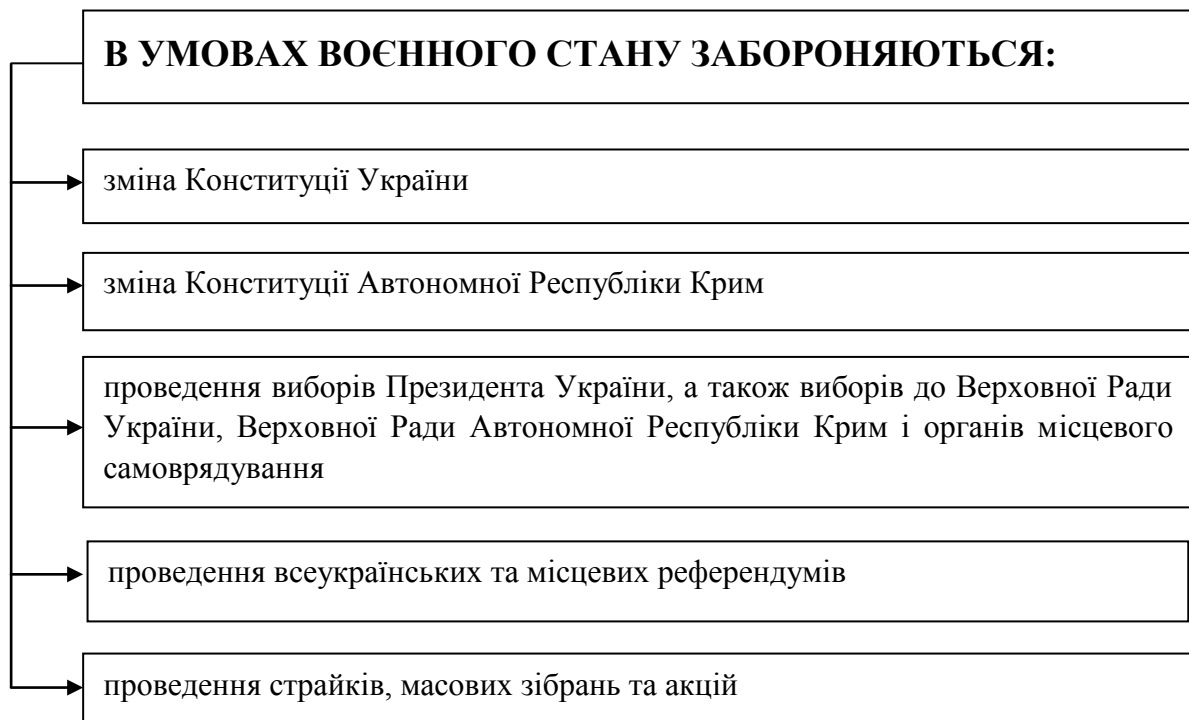 В УМОВАХ ВОЄННОГО СТАНУ ЗАБОРОНЯЮТЬСЯ:
зміна Конституції України
зміна Конституції Автономної Республіки Крим
проведення виборів Президента України, а також виборів до Верховної Ради
України, Верховної Ради Автономної Республіки Крим і органів місцевого
самоврядування
проведення всеукраїнських та місцевих референдумів
проведення страйків, масових зібрань та акцій